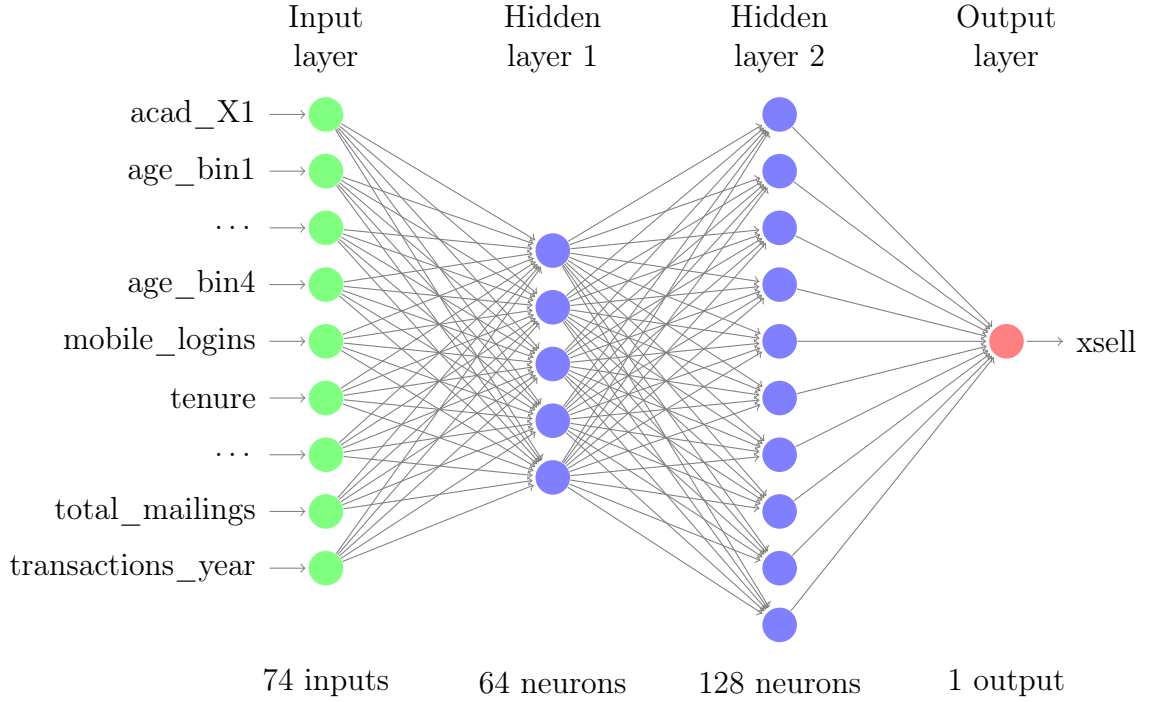 Input
layer
Hidden
layer 1
Hidden
layer 2
Output
layer
acad_X1
age_bin1
...
age_bin4
mobile_logins
tenure
...
total_mailings
transactions_year
xsell
74 inputs
64 neurons
128 neurons
1 output